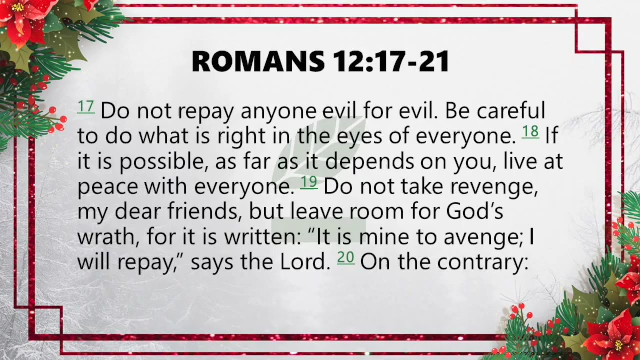 ROMANS 12:17-21
17 Do not repay anyone evil for evil. Be careful
to do what is right in the eyes of everyone. 18 If
it is possible, as far as it depends on you, live at
peace with everyone. 19 Do not take revenge,
my dear friends, but leave room for God’s
wrath, for it is written: “It is mine to avenge; I
will repay,” says the Lord. 20 On the contrary: